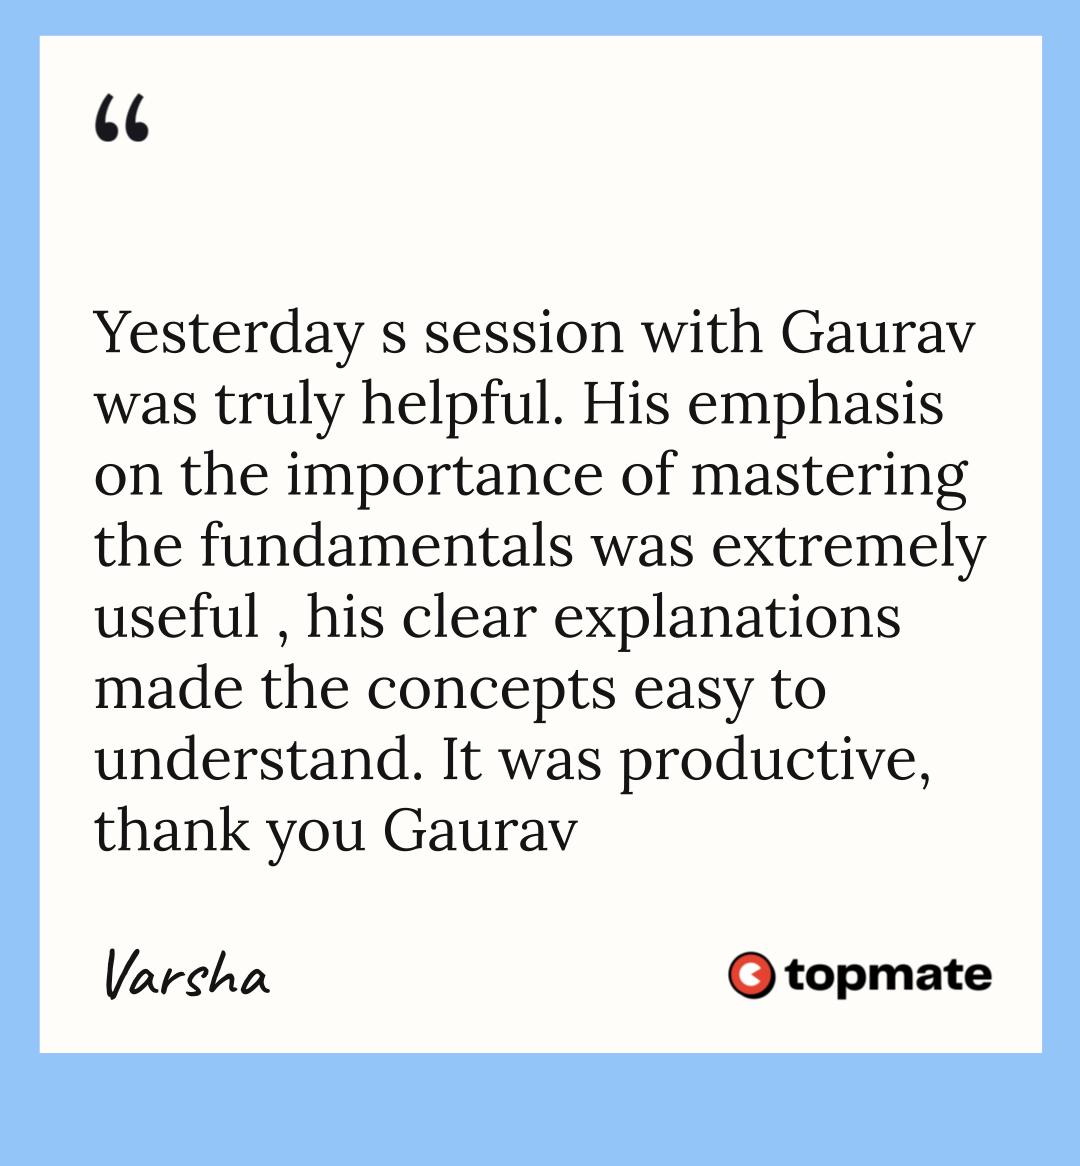 “
Yesterday s session with Gaurav
was truly helpful. His emphasis
on the importance of mastering
the fundamentals was extremely
useful , his clear explanations
made the concepts easy to
understand. It was productive,
thank you Gaurav
Varsha
topmate